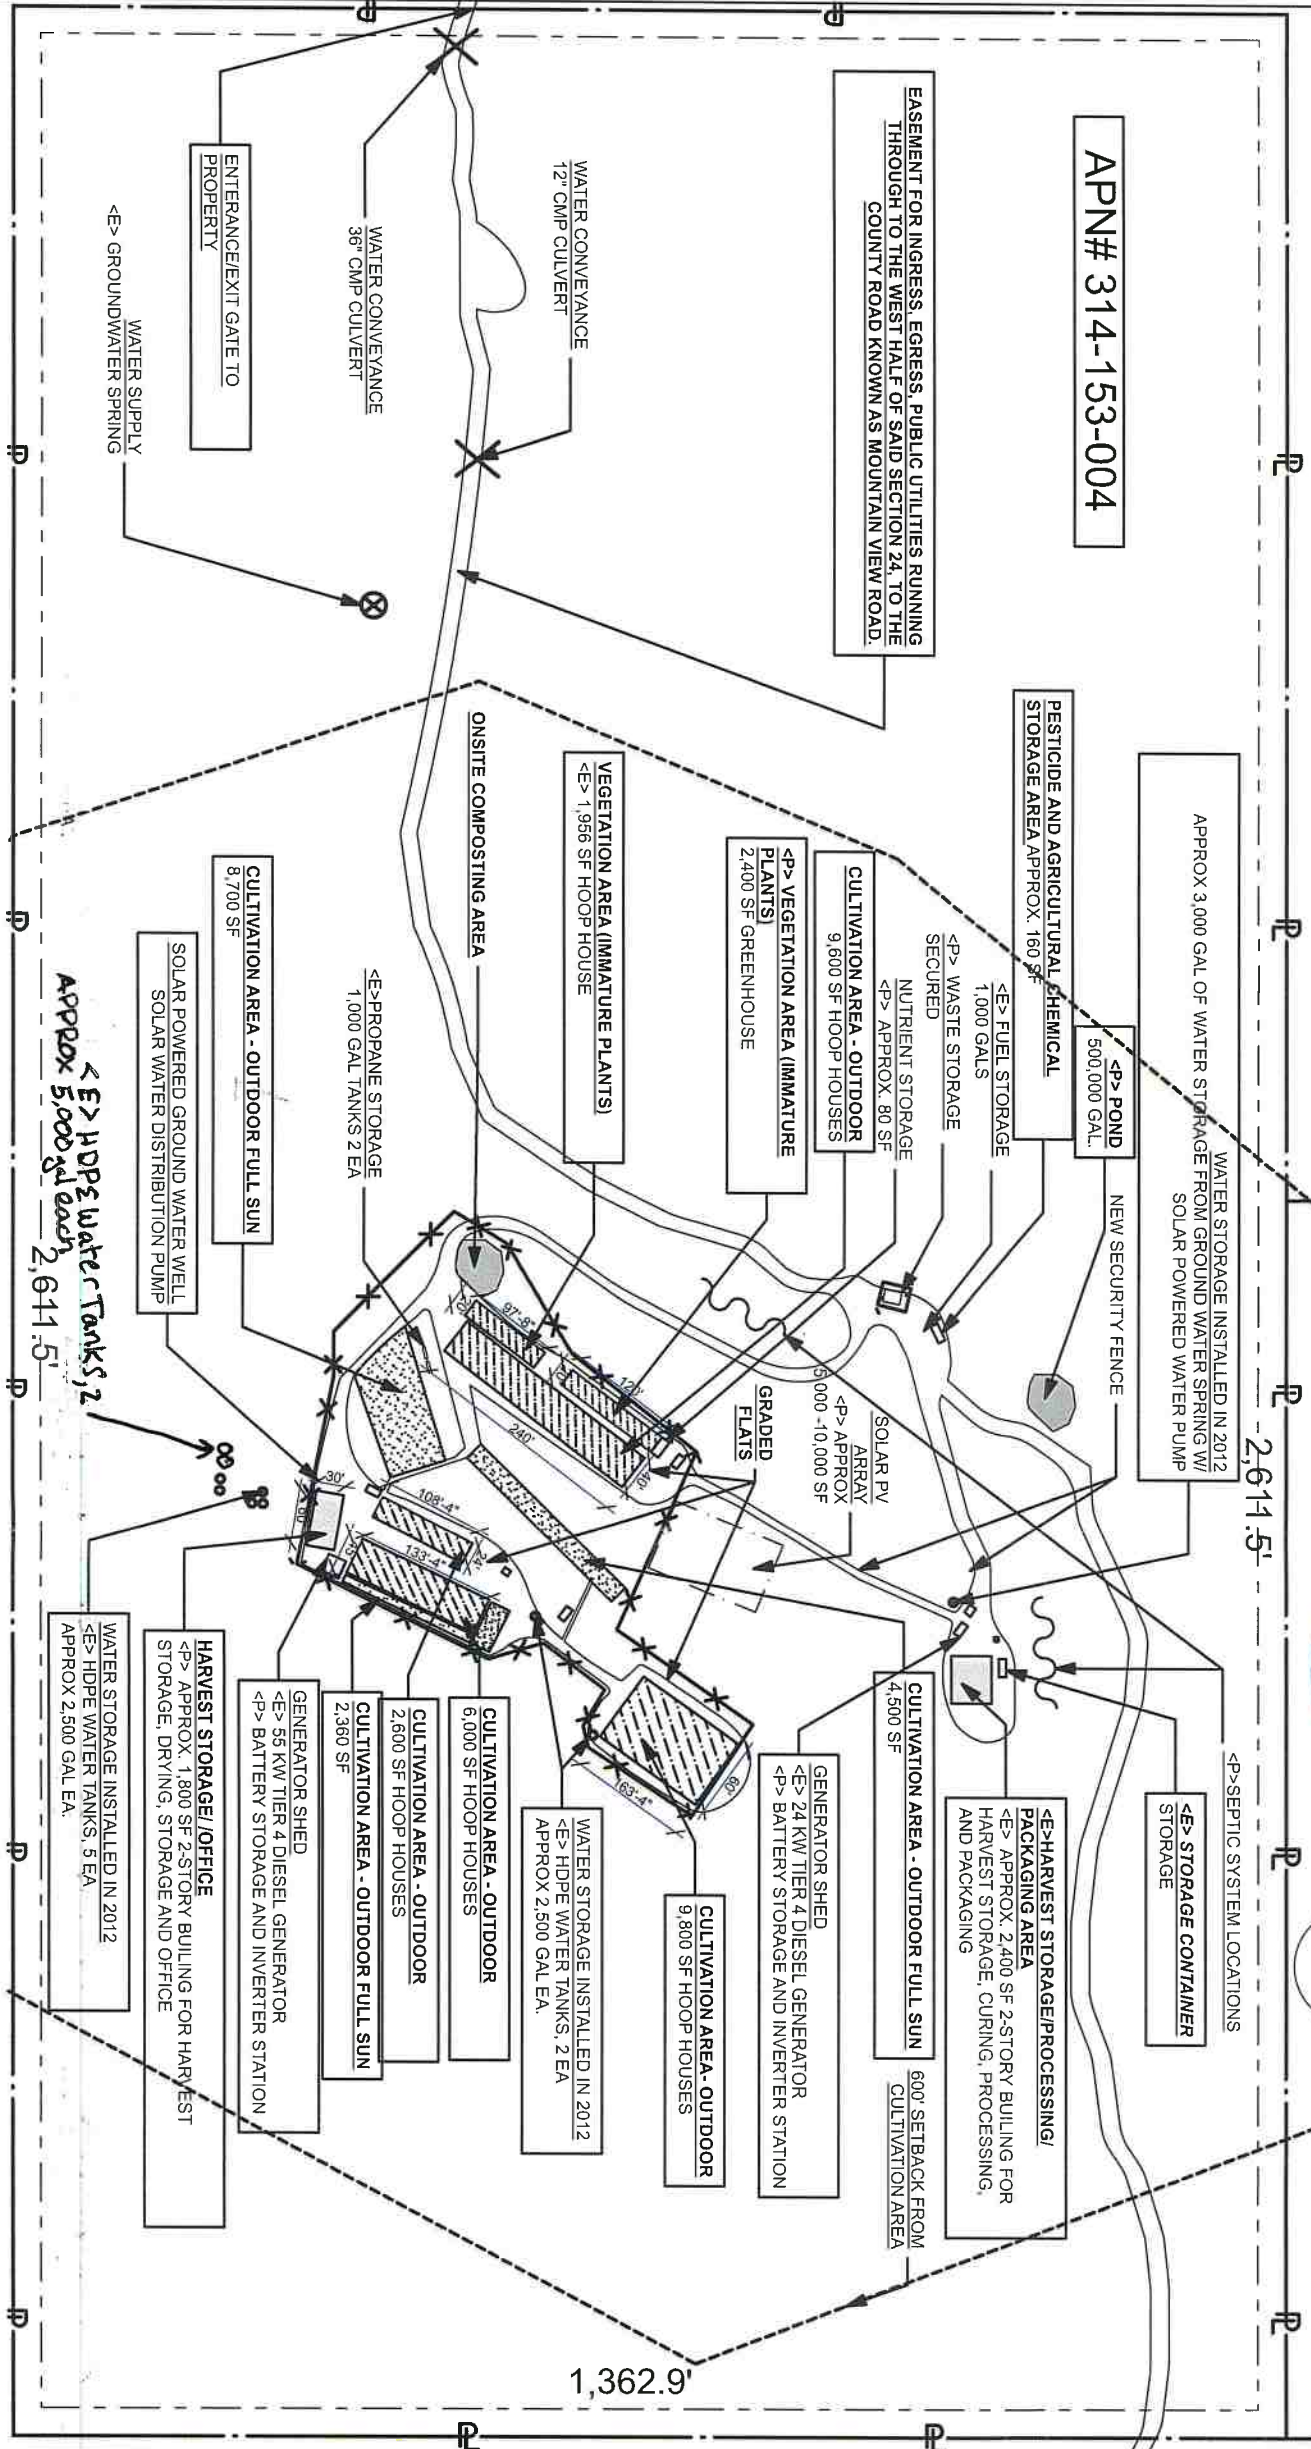 APN# 314-153-004
EASEMENT FOR INGRESS, EGRESS, PUBLIC UTILITIES RUNNING
THROUGH TO THE WEST HALF OF SAID SECTION 24, TO THE
COUNTY ROAD KNOWN AS MOUNTAIN VIEW ROAD.
WATER CONVEYANCE
12" CMP CULVERT
WATER CONVEYANCE
36" CMP CULVERT
ENTERANCE/EXIT GATE TO
PROPERTY
WATER SUPPLY
<E> GROUNDWATER SPRING
WATER STORAGE INSTALLED IN 2012
APPROX 3,000 GAL OF WATER STORAGE FROM GROUND WATER SPRING W/
SOLAR POWERED WATER PUMP
NEW SECURITY FENCE
<P> POND
500,000 GAL.
PESTICIDE AND AGRICULTURAL CHEMICAL
STORAGE AREA APPROX. 160 SF
<E> FUEL STORAGE
1,000 GALS
<P> WASTE STORAGE
SECURED
NUTRIENT STORAGE
<P> APPROX. 80 SF
CULTIVATION AREA - OUTDOOR
9,600 SF HOOP HOUSES
<P> VEGETATION AREA (IMMATURE
PLANTS)
2,400 SF GREENHOUSE
VEGETATION AREA (IMMATURE PLANTS)
<E> 1,956 SF HOOP HOUSE
ONSITE COMPOSTING AREA
<E>PROPANE STORAGE
1,000 GAL TANKS 2 EA
CULTIVATION AREA - OUTDOOR FULL SUN
8,700 SF
SOLAR POWERED GROUND WATER WELL
SOLAR WATER DISTRIBUTION PUMP
<E> HDPE Water Tanks, 2
APPROX 5,000 gal each
2,611.5'
2,611.5'
SOLAR PV
ARRAY
<P> APPROX
5,000 -10,000 SF
GRADED
FLATS
97'-8"
20'
120'
20'
240'
40'
108'-4"
24'
133'-4"
30'
60'
63'-4"
60'
<P>SEPTIC SYSTEM LOCATIONS
<E> STORAGE CONTAINER
STORAGE
<E>HARVEST STORAGE/PROCESSING/
PACKAGING AREA
<E> APPROX. 2,400 SF 2-STORY BUILING FOR
HARVEST STORAGE, CURING, PROCESSING,
AND PACKAGING
600' SETBACK FROM
CULTIVATION AREA
CULTIVATION AREA - OUTDOOR FULL SUN
4,500 SF
GENERATOR SHED
<E> 24 KW TIER 4 DIESEL GENERATOR
<P> BATTERY STORAGE AND INVERTER STATION
CULTIVATION AREA- OUTDOOR
9,800 SF HOOP HOUSES
WATER STORAGE INSTALLED IN 2012
<E> HDPE WATER TANKS, 2 EA
APPROX 2,500 GAL EA.
CULTIVATION AREA - OUTDOOR
6,000 SF HOOP HOUSES
CULTIVATION AREA - OUTDOOR
2,600 SF HOOP HOUSES
CULTIVATION AREA - OUTDOOR FULL SUN
2,360 SF
GENERATOR SHED
<E> 55 KW TIER 4 DIESEL GENERATOR
<P> BATTERY STORAGE AND INVERTER STATION
HARVEST STORAGE/ /OFFICE
<P> APPROX. 1,800 SF 2-STORY BUILING FOR HARVEST
STORAGE, DRYING, STORAGE AND OFFICE
WATER STORAGE INSTALLED IN 2012
<E> HDPE WATER TANKS, 5 EA
APPROX 2,500 GAL EA.
1,362.9'